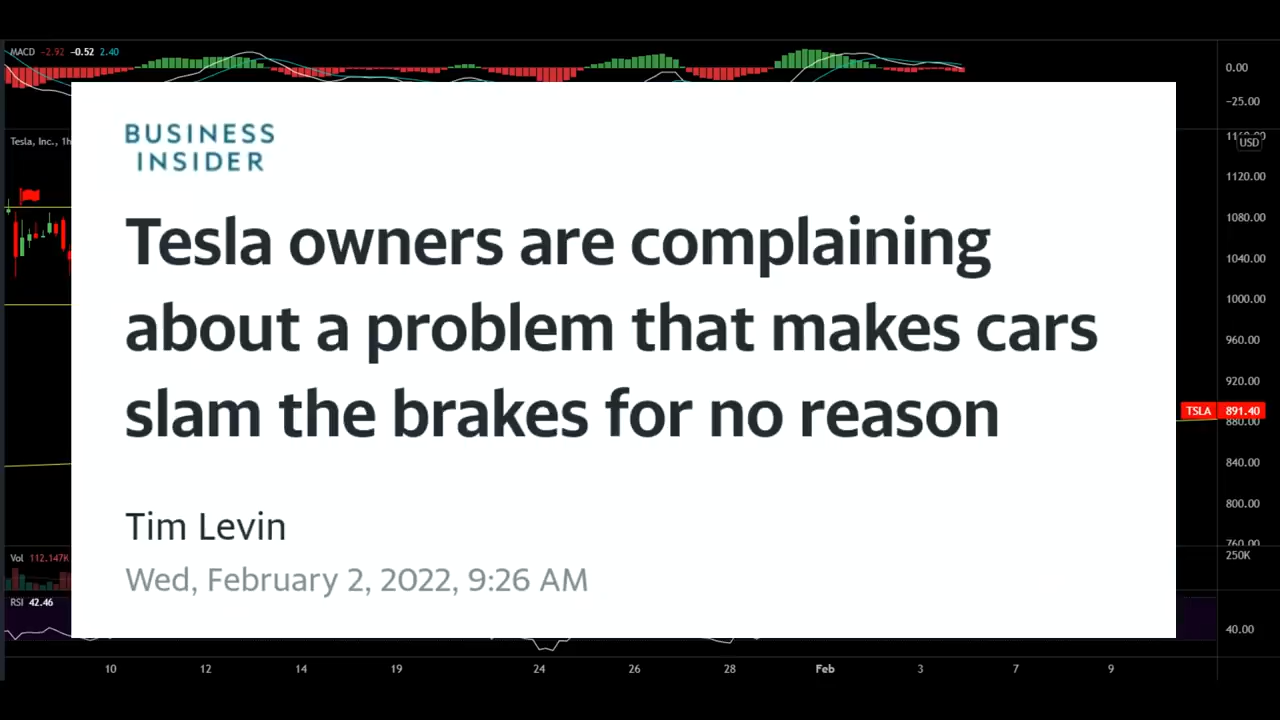 MACD -2.92 -0.52 2.40
0.00
-25.00
Tesla, Inc., 1h
USD
1120.00
1080.00
1040.00
1000.00
960.00
920.00
TSLA 891.40
880.00
840.00
800.00
760.00
BUSINESS
INSIDER
Tesla owners are complaining
about a problem that makes cars
slam the brakes for no reason
Tim Levin
Wed, February 2, 2022, 9:26 AM
Vol 112.147K
250K
RSI 42.46
40.00
10 12 14 19 24 26 28 Feb 3 7 9